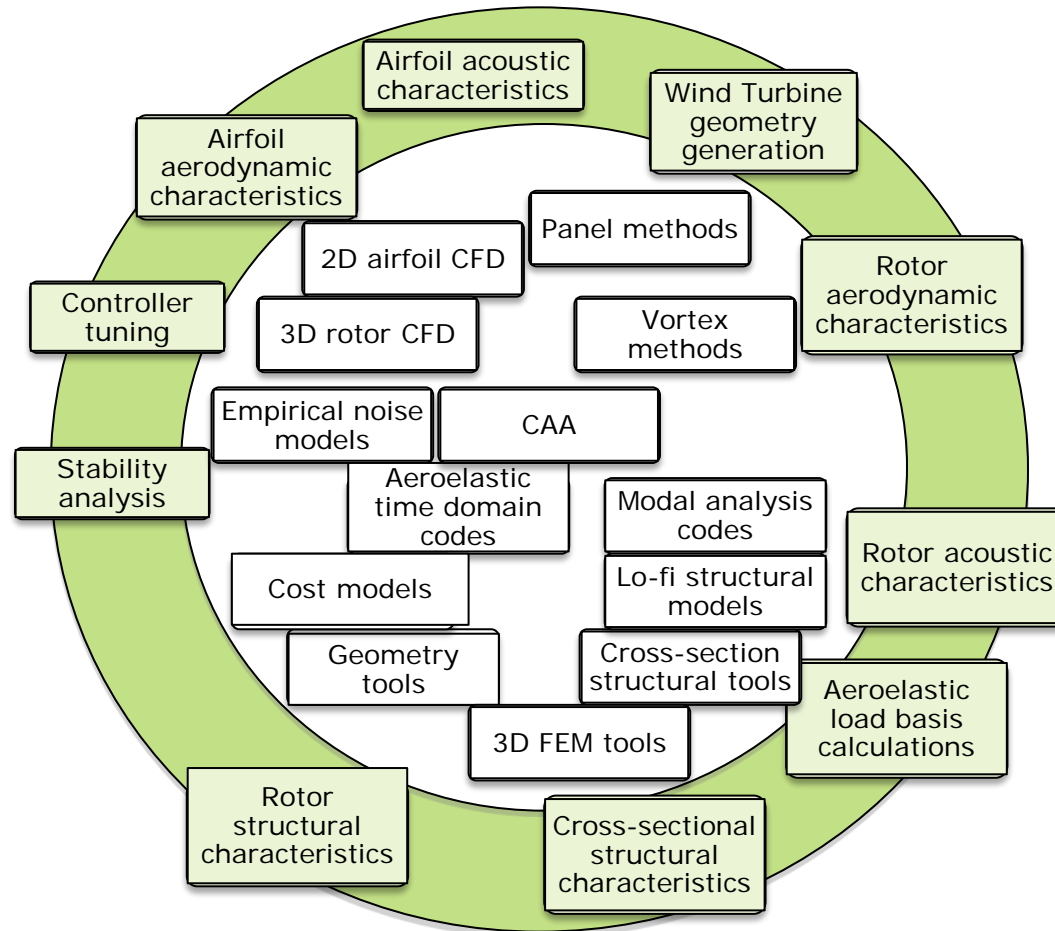 Airfoil acoustic
characteristics
Wind Turbine
geometry
generation
Airfoil
aerodynamic
characteristics
Panel methods
2D airfoil CFD
Rotor
aerodynamic
characteristics
Controller
tuning
3D rotor CFD
Vortex
methods
Empirical noise
models
CAA
Stability
analysis
Aeroelastic
time domain
codes
Modal analysis
codes
Rotor acoustic
characteristics
Cost models
Lo-fi structural
models
Geometry
tools
Cross-section
structural tools
Aeroelastic
load basis
calculations
3D FEM tools
Rotor
structural
characteristics
Cross-sectional
structural
characteristics